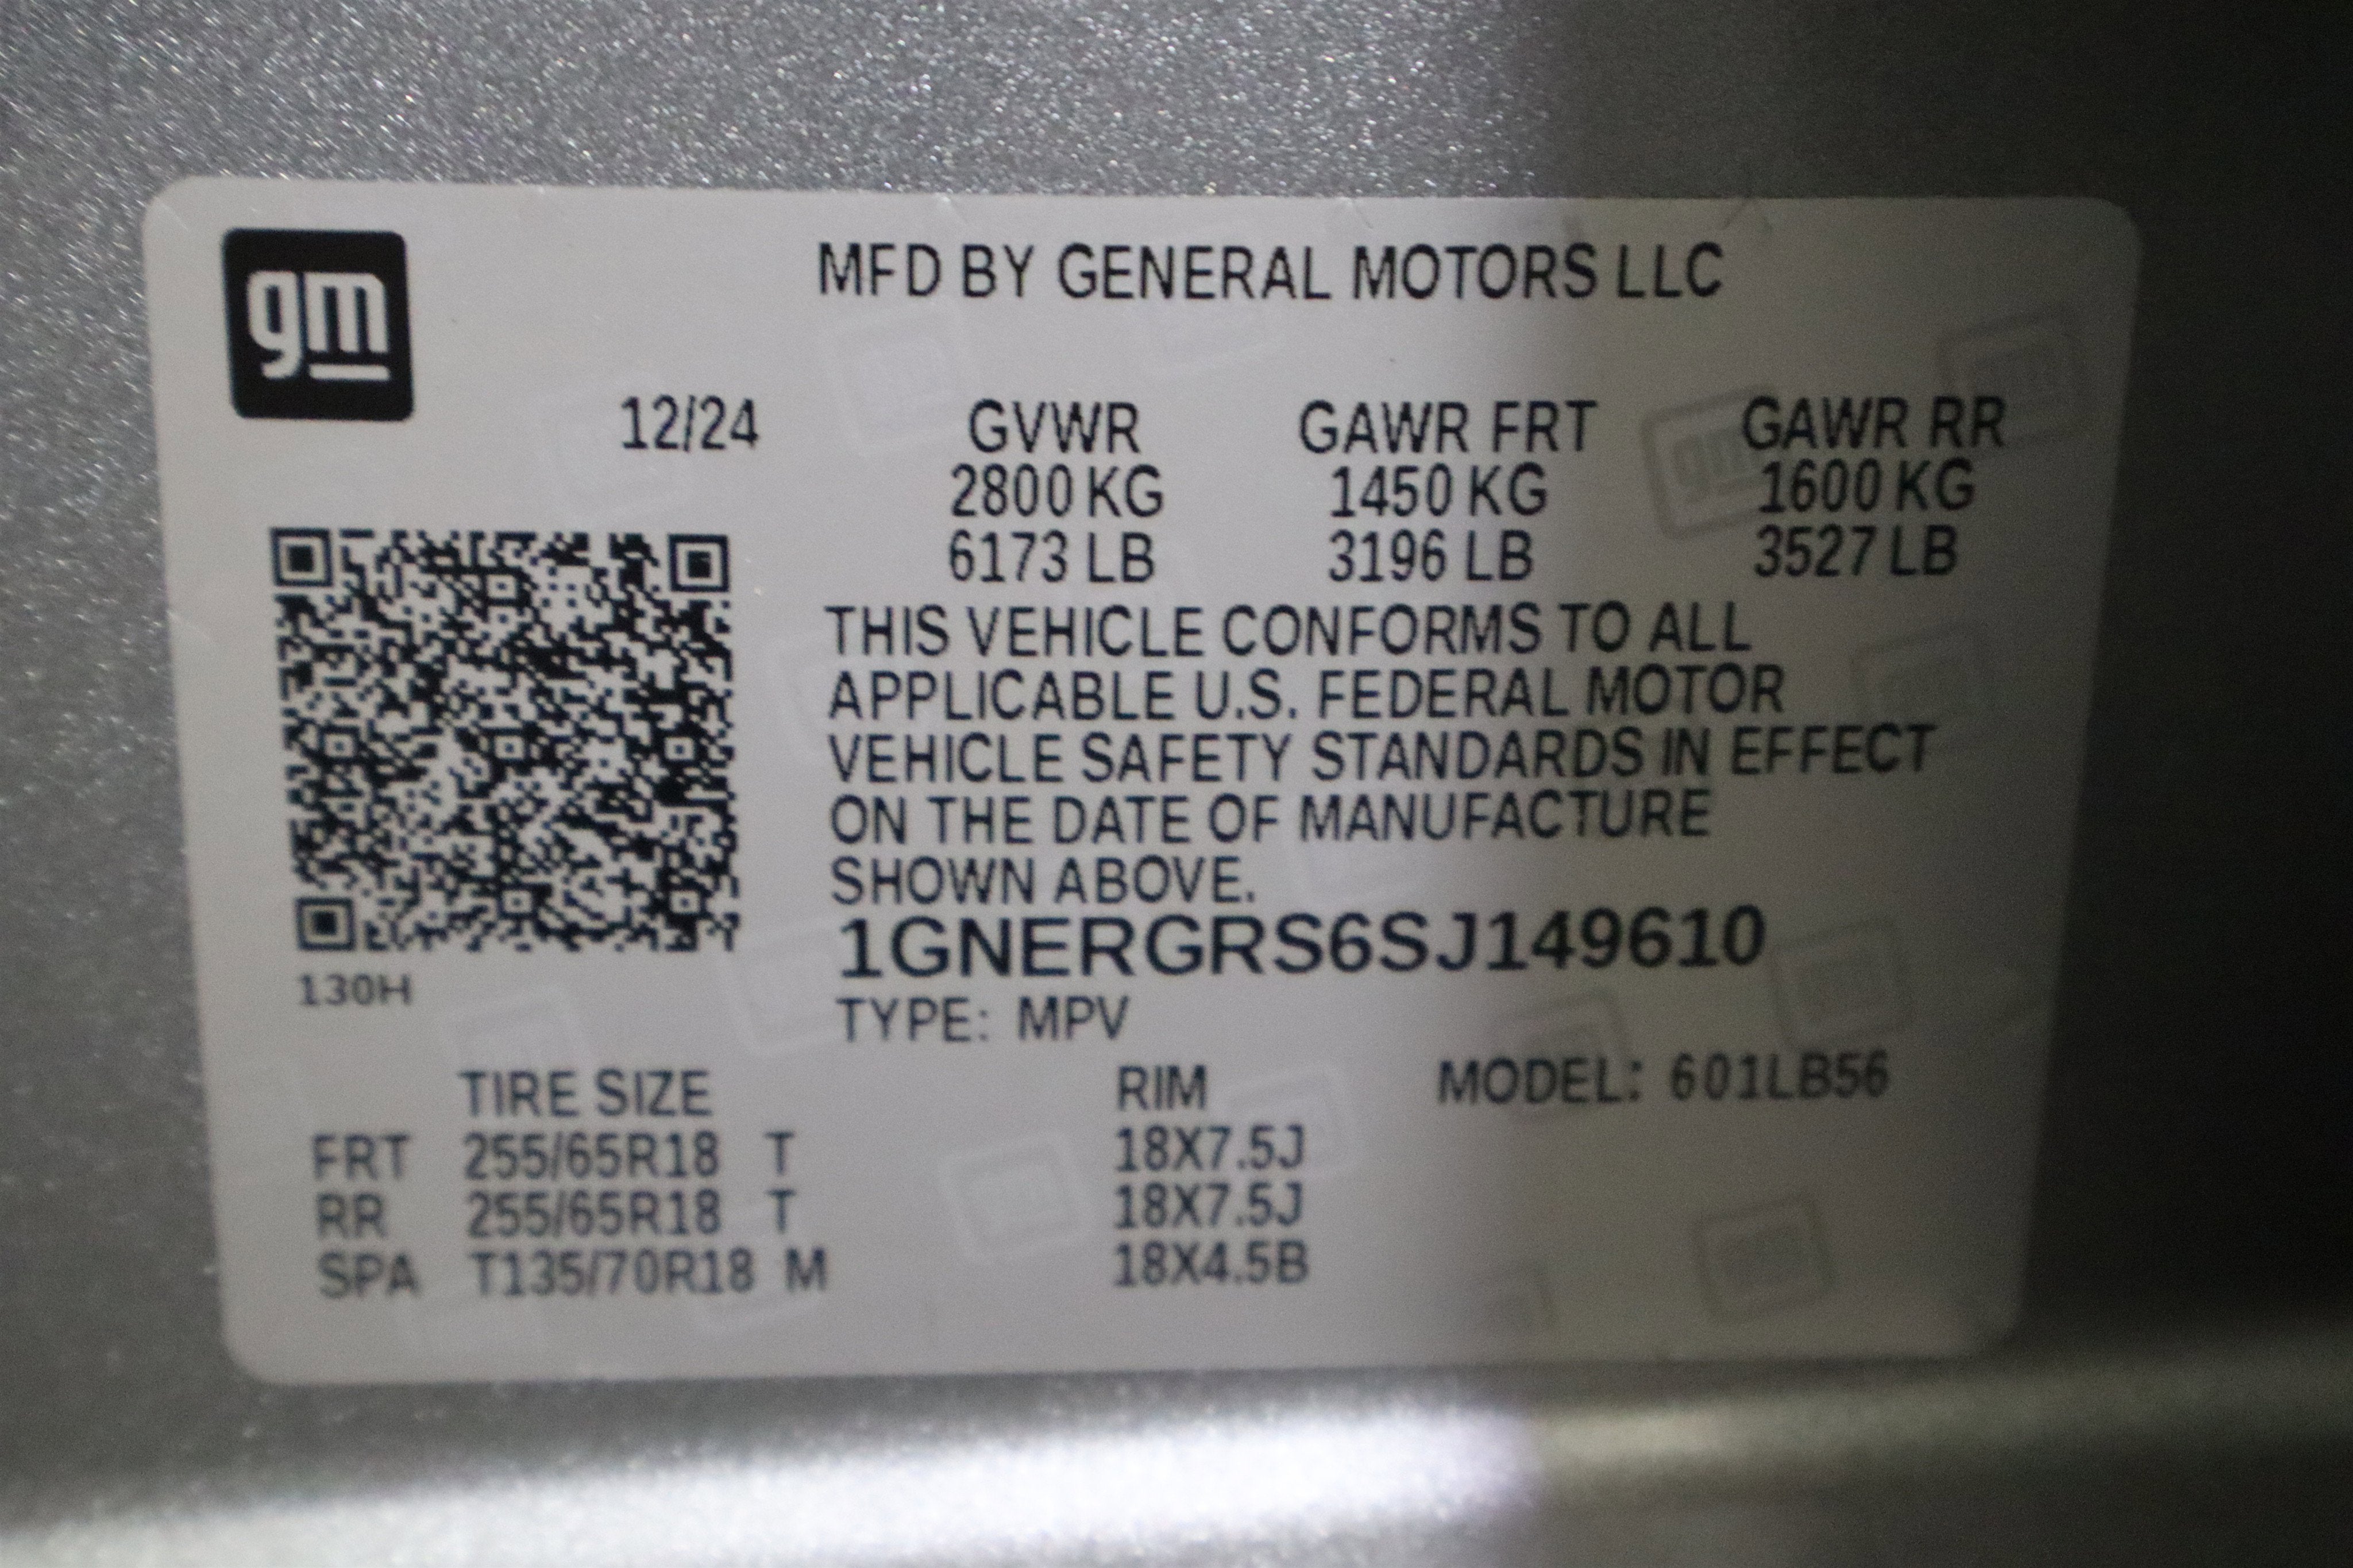 gm
MFD BY GENERAL MOTORS LLC
12/24 GVWR GAWR FRT GAWR RR
2800 KG 1450 KG 1600 KG
6173 LB 3196 LB 3527 LB
THIS VEHICLE CONFORMS TO ALL
APPLICABLE U.S. FEDERAL MOTOR
VEHICLE SAFETY STANDARDS IN EFFECT
ON THE DATE OF MANUFACTURE
SHOWN ABOVE.
1GNERGRS6SJ149610
130H
TYPE: MPV
TIRE SIZE RIM MODEL: 601LB56
FRT 255/65R18 T 18X7.5J
RR 255/65R18 T 18X7.5J
SPA T135/70R18 M 18X4.5B